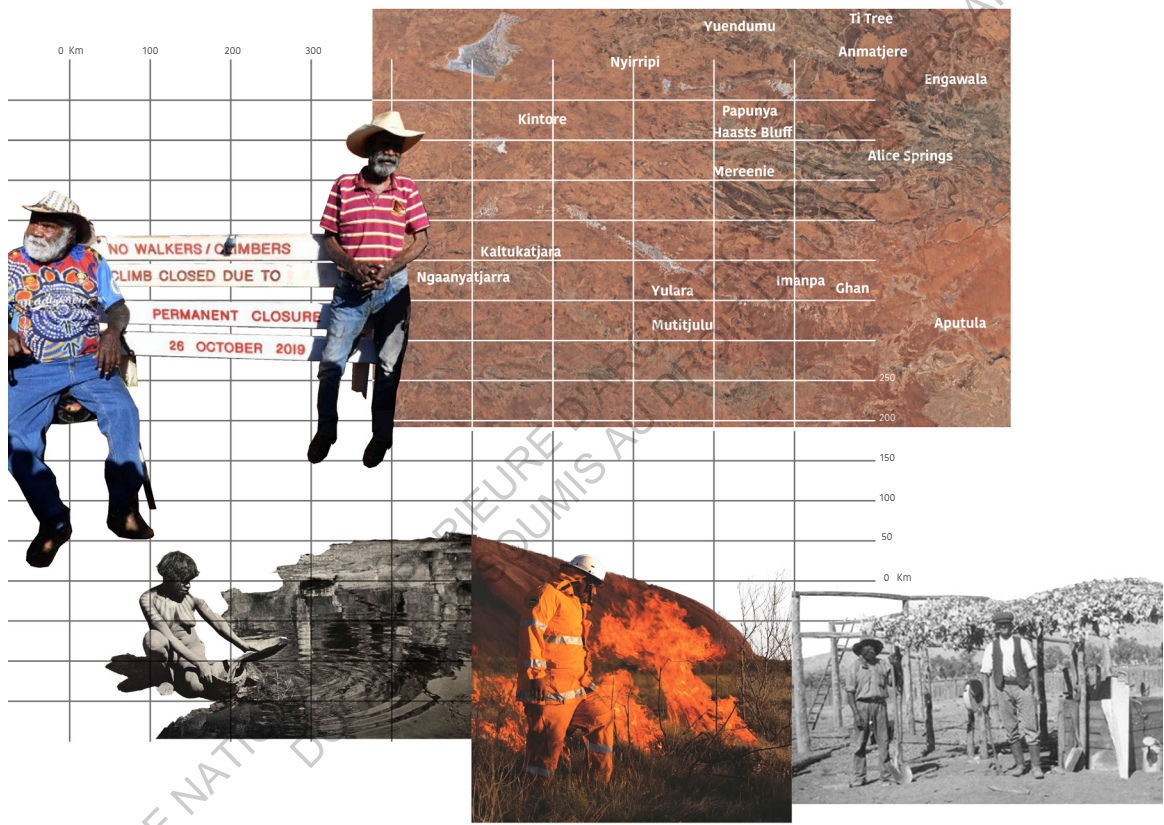 0 Km
100
200
300
Yuendumu
Ti Tree
Anmatjere
Nyirripi
Engawala
Kintore
Papunya
Haasts Bluff
Alice Springs
Mereenie
NO WALKERS / CLIMBERS
CLIMB CLOSED DUE TO
PERMANENT CLOSURE
26 OCTOBER 2019
Kaltukatjara
Ngaanyatjarra
Yulara
Imanpa
Ghan
Mutitjulu
Aputula
250
200
150
100
50
0 Km